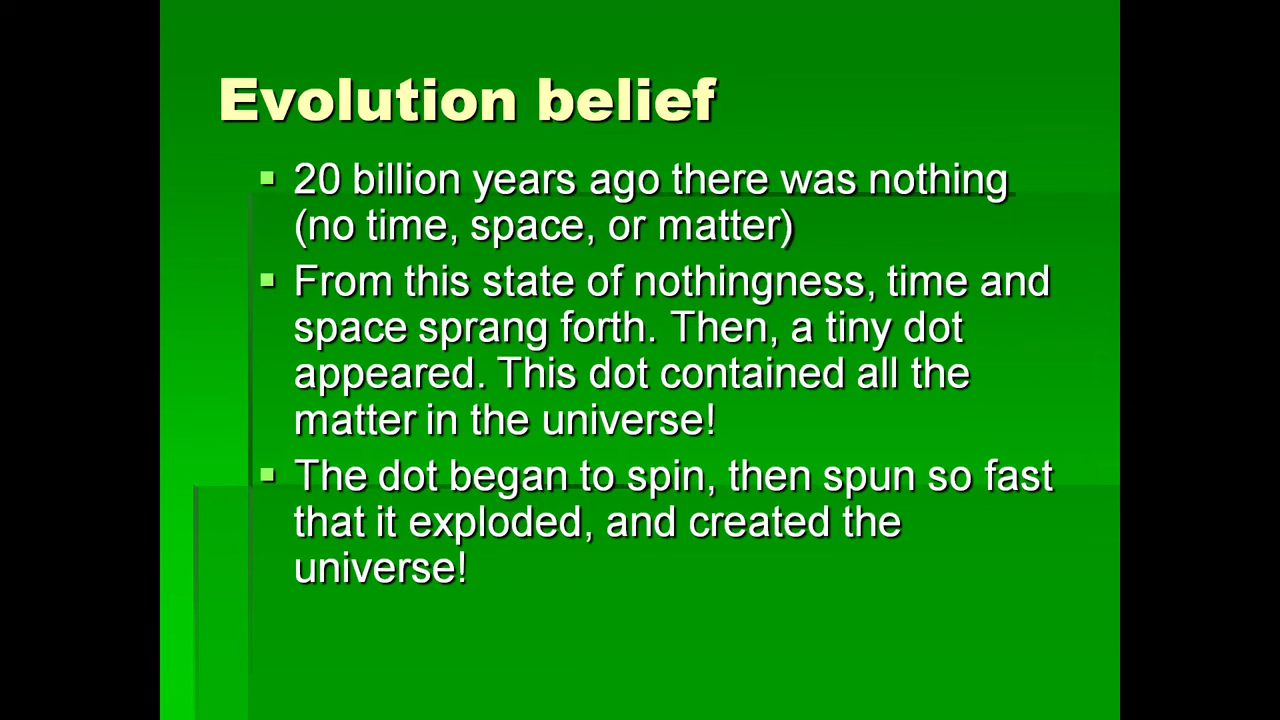 Evolution belief
20 billion years ago there was nothing
(no time, space, or matter)
From this state of nothingness, time and
space sprang forth. Then, a tiny dot
appeared. This dot contained all the
matter in the universe!
The dot began to spin, then spun so fast
that it exploded, and created the
universe!